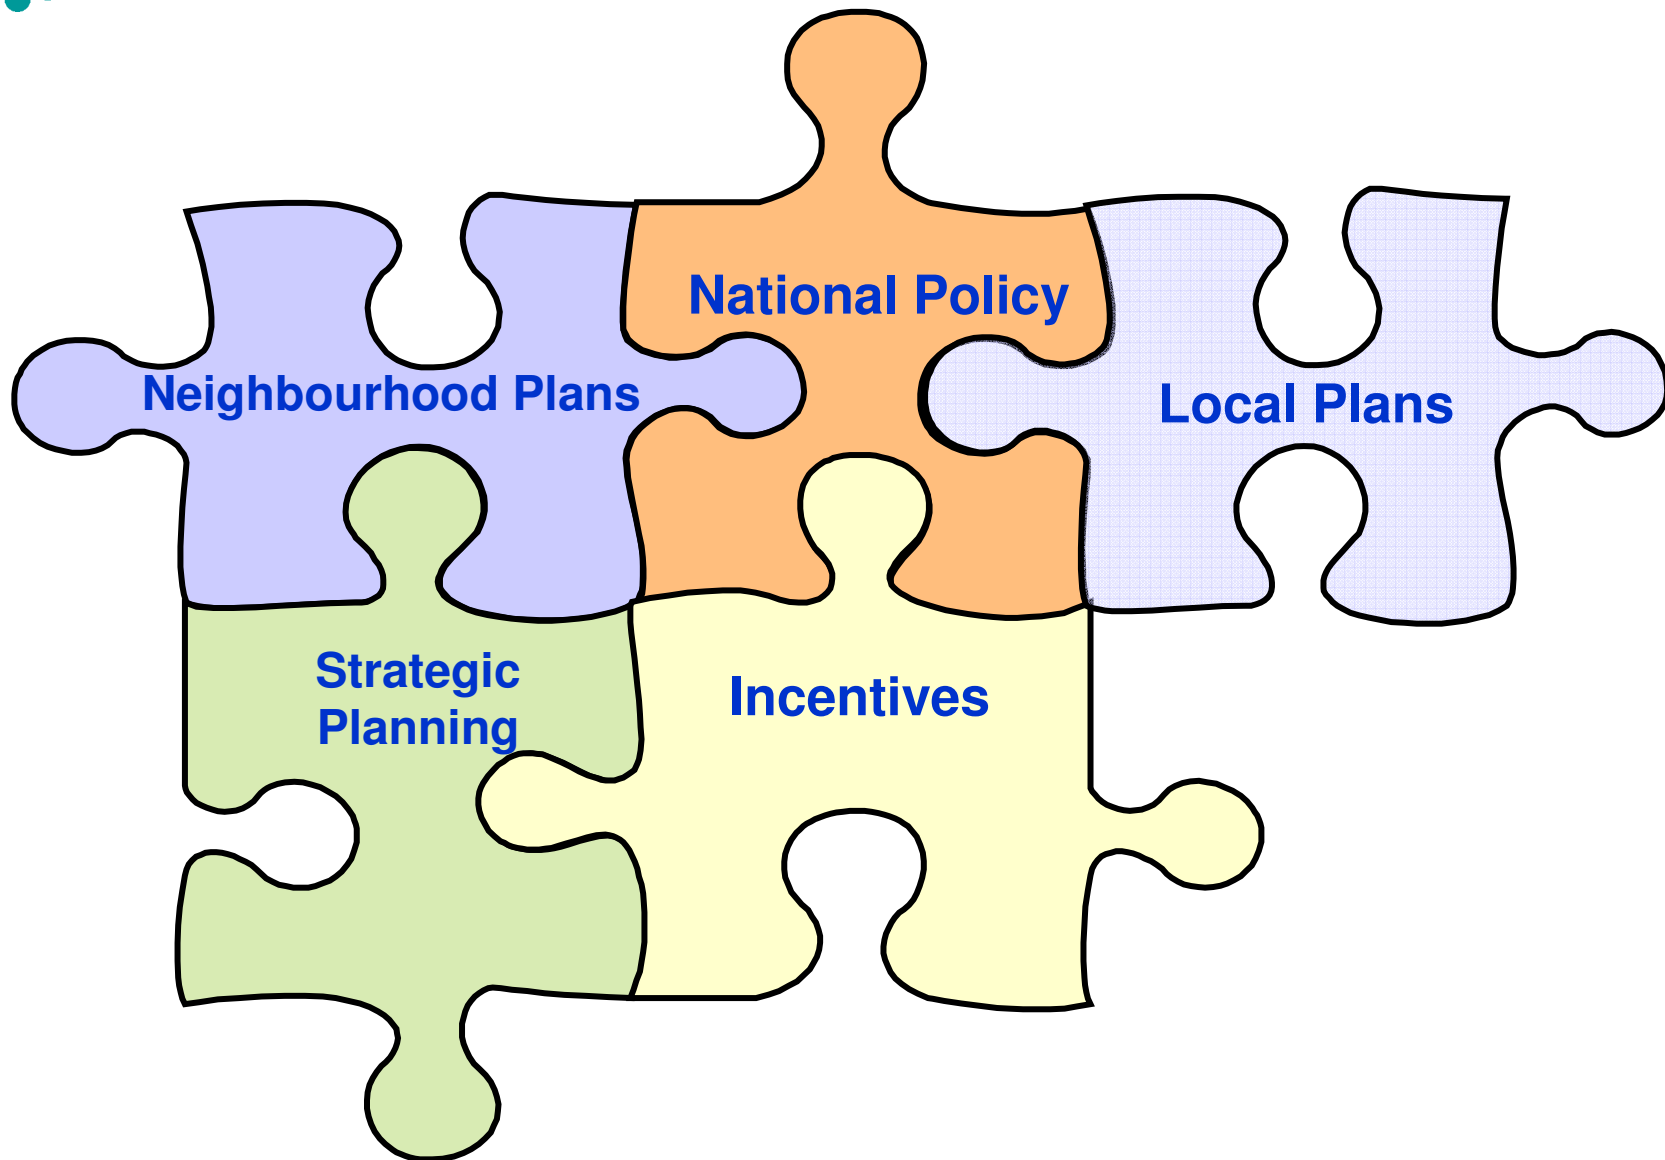 National Policy
Neighbourhood Plans
Local Plans
Strategic
Planning
Incentives